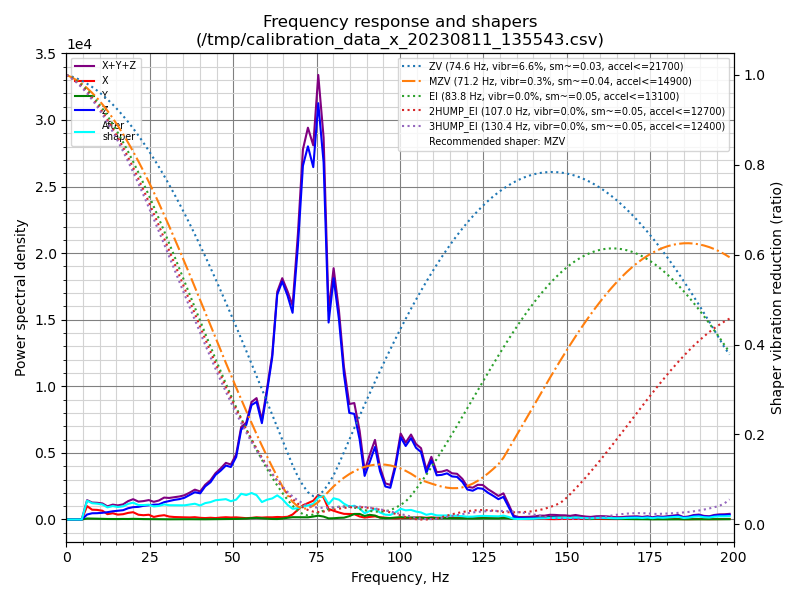 Frequency response and shapers
(/tmp/calibration_data_x_20230811_135543.csv)
1e4
X+Y+Z
X
Y
Z
After
shaper
ZV (74.6 Hz, vibr=6.6%, sm~=0.03, accel<=21700)
MZV (71.2 Hz, vibr=0.3%, sm~=0.04, accel<=14900)
EI (83.8 Hz, vibr=0.0%, sm~=0.05, accel<=13100)
2HUMP_EI (107.0 Hz, vibr=0.0%, sm~=0.05, accel<=12700)
3HUMP_EI (130.4 Hz, vibr=0.0%, sm~=0.05, accel<=12400)
Recommended shaper: MZV
3.5
3.0
2.5
2.0
1.5
1.0
0.5
0.0
Power spectral density
1.0
0.8
0.6
0.4
0.2
0.0
Shaper vibration reduction (ratio)
0 25 50 75 100 125 150 175 200
Frequency, Hz